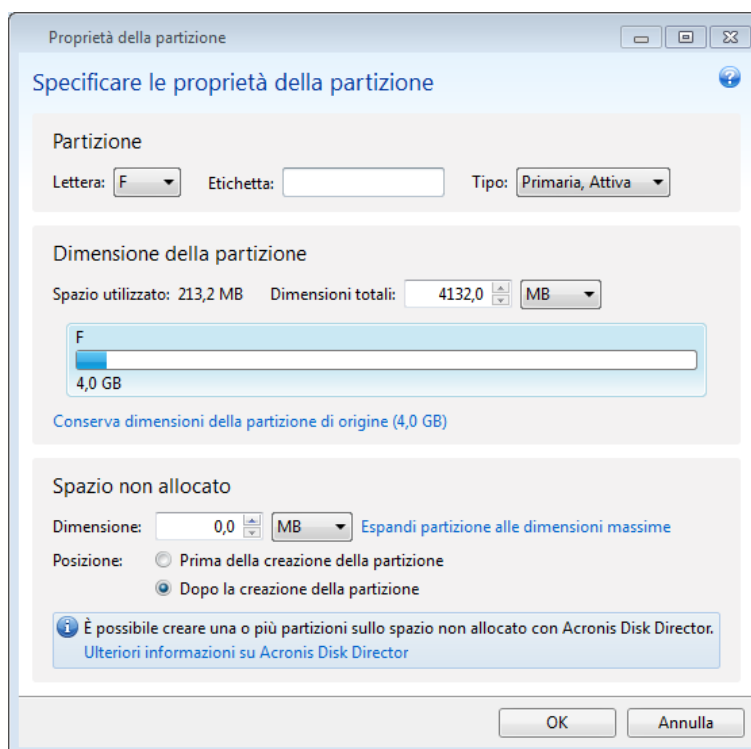 Proprietà della partizione
Specificare le proprietà della partizione
Partizione
Lettera: F Etichetta: Tipo: Primaria, Attiva
Dimensione della partizione
Spazio utilizzato: 213,2 MB Dimensioni totali: 4132,0 MB
F
4,0 GB
Conserva dimensioni della partizione di origine (4,0 GB)
Spazio non allocato
Dimensione: 0,0 MB Espandi partizione alle dimensioni massime
Posizione: Prima della creazione della partizione
Dopo la creazione della partizione
È possibile creare una o più partizioni sullo spazio non allocato con Acronis Disk Director.
Ulteriori informazioni su Acronis Disk Director
OK Annulla